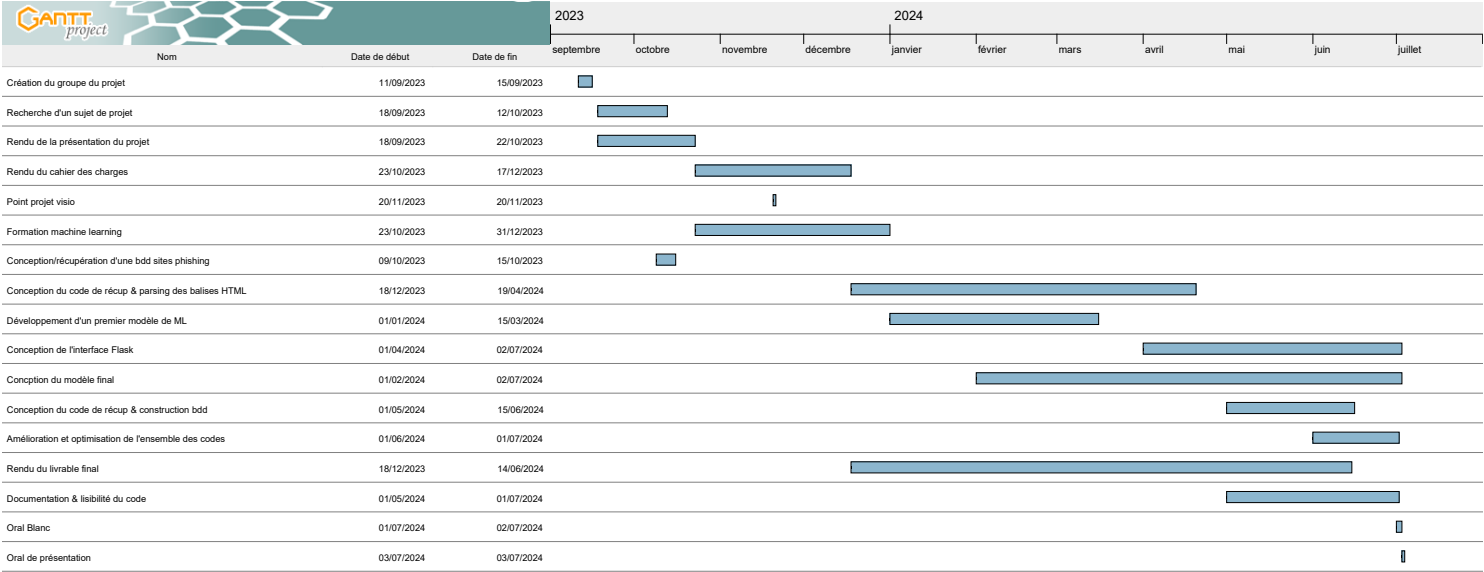 GANTT
project
2023
2024
septembre octobre novembre décembre janvier février mars avril mai juin juillet
Nom Date de début Date de fin
Création du groupe du projet 11/09/2023 15/09/2023
Recherche d'un sujet de projet 18/09/2023 12/10/2023
Rendu de la présentation du projet 18/09/2023 22/10/2023
Rendu du cahier des charges 23/10/2023 17/12/2023
Point projet visio 20/11/2023 20/11/2023
Formation machine learning 23/10/2023 31/12/2023
Conception/récupération d'une bdd sites phishing 09/10/2023 15/10/2023
Conception du code de récup & parsing des balises HTML 18/12/2023 19/04/2024
Développement d'un premier modèle de ML 01/01/2024 15/03/2024
Conception de l'interface Flask 01/04/2024 02/07/2024
Concption du modèle final 01/02/2024 02/07/2024
Conception du code de récup & construction bdd 01/05/2024 15/06/2024
Amélioration et optimisation de l'ensemble des codes 01/06/2024 01/07/2024
Rendu du livrable final 18/12/2023 14/06/2024
Documentation & lisibilité du code 01/05/2024 01/07/2024
Oral Blanc 01/07/2024 02/07/2024
Oral de présentation 03/07/2024 03/07/2024